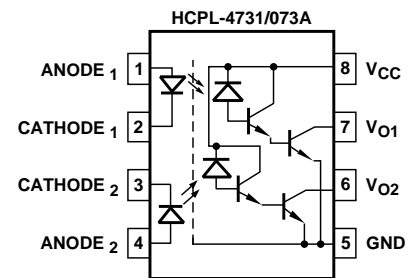 HCPL-4731/073A
ANODE 1 1 8 VCC
CATHODE 1 2 7 VO1
CATHODE 2 3 6 VO2
ANODE 2 4 5 GND